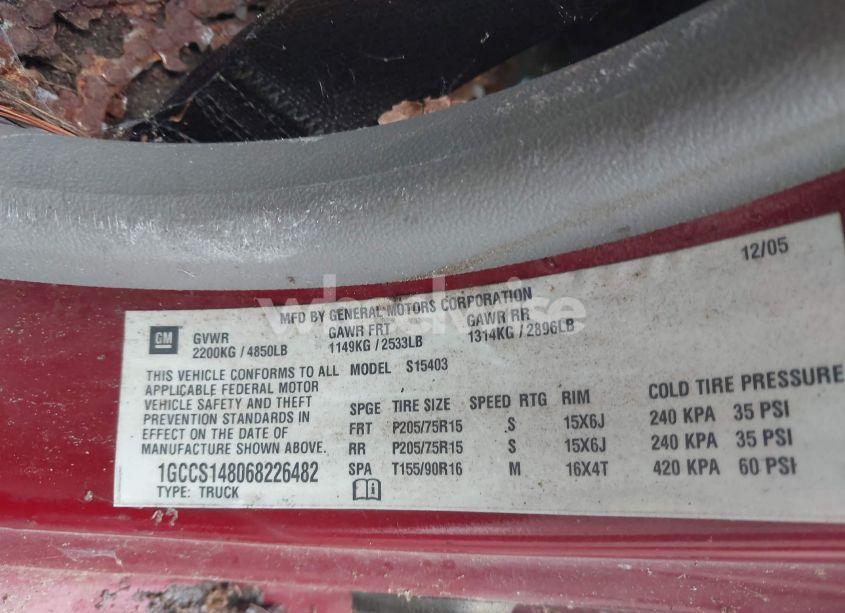 12/05
MFD BY GENERAL MOTORS CORPORATION
GM GVWR GAWR FRT GAWR RR
2200KG / 4850LB 1149KG / 2533LB 1314KG / 2896LB
THIS VEHICLE CONFORMS TO ALL MODEL S15403
APPLICABLE FEDERAL MOTOR
VEHICLE SAFETY AND THEFT
PREVENTION STANDARDS IN
EFFECT ON THE DATE OF
MANUFACTURE SHOWN ABOVE.
1GCCS148068226482
TYPE: TRUCK
SPGE TIRE SIZE SPEED RTG RIM COLD TIRE PRESSURE
FRT P205/75R15 S 15X6J 240 KPA 35 PSI
RR P205/75R15 S 15X6J 240 KPA 35 PSI
SPA T155/90R16 M 16X4T 420 KPA 60 PSI
wheelwise